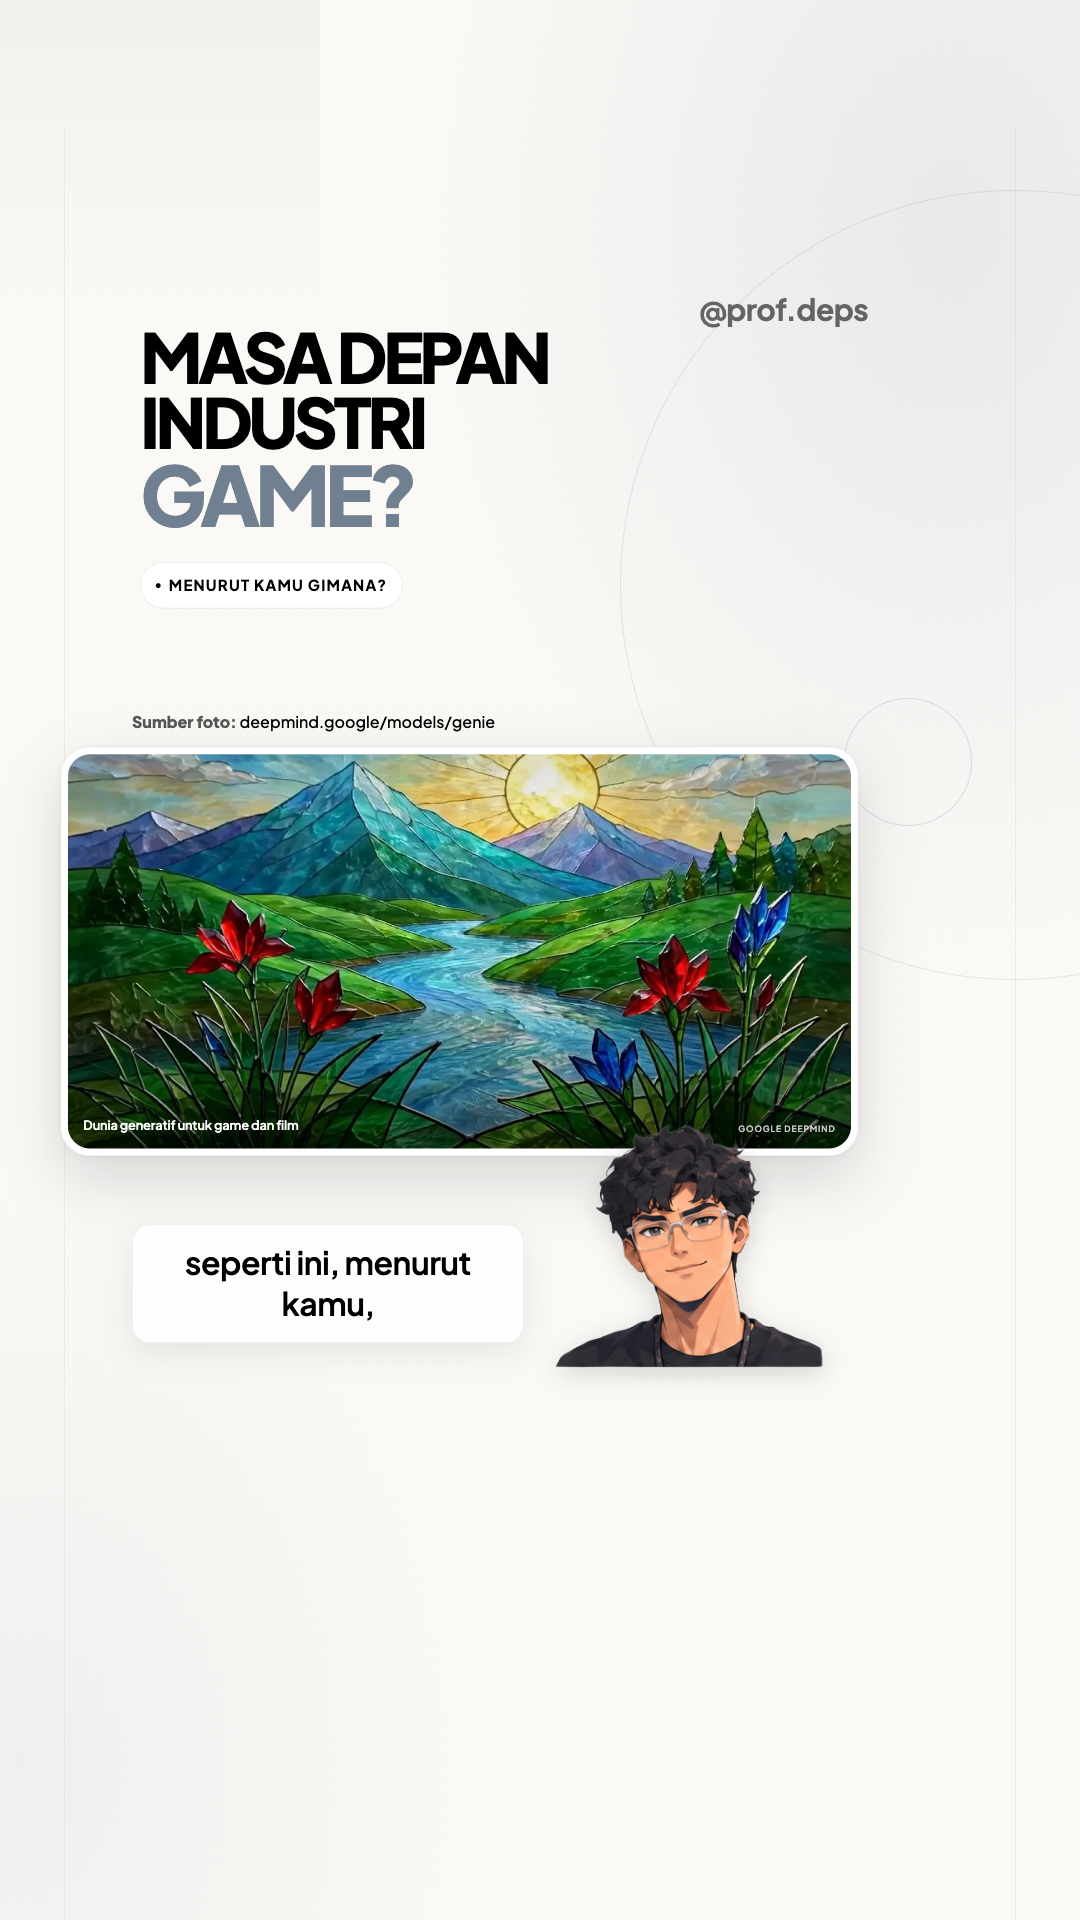 @prof.deps
MASA DEPAN
INDUSTRI
GAME?
• MENURUT KAMU GIMANA?
Sumber foto: deepmind.google/models/genie
Dunia generatif untuk game dan film
GOOGLE DEEPMIND
seperti ini, menurut
kamu,